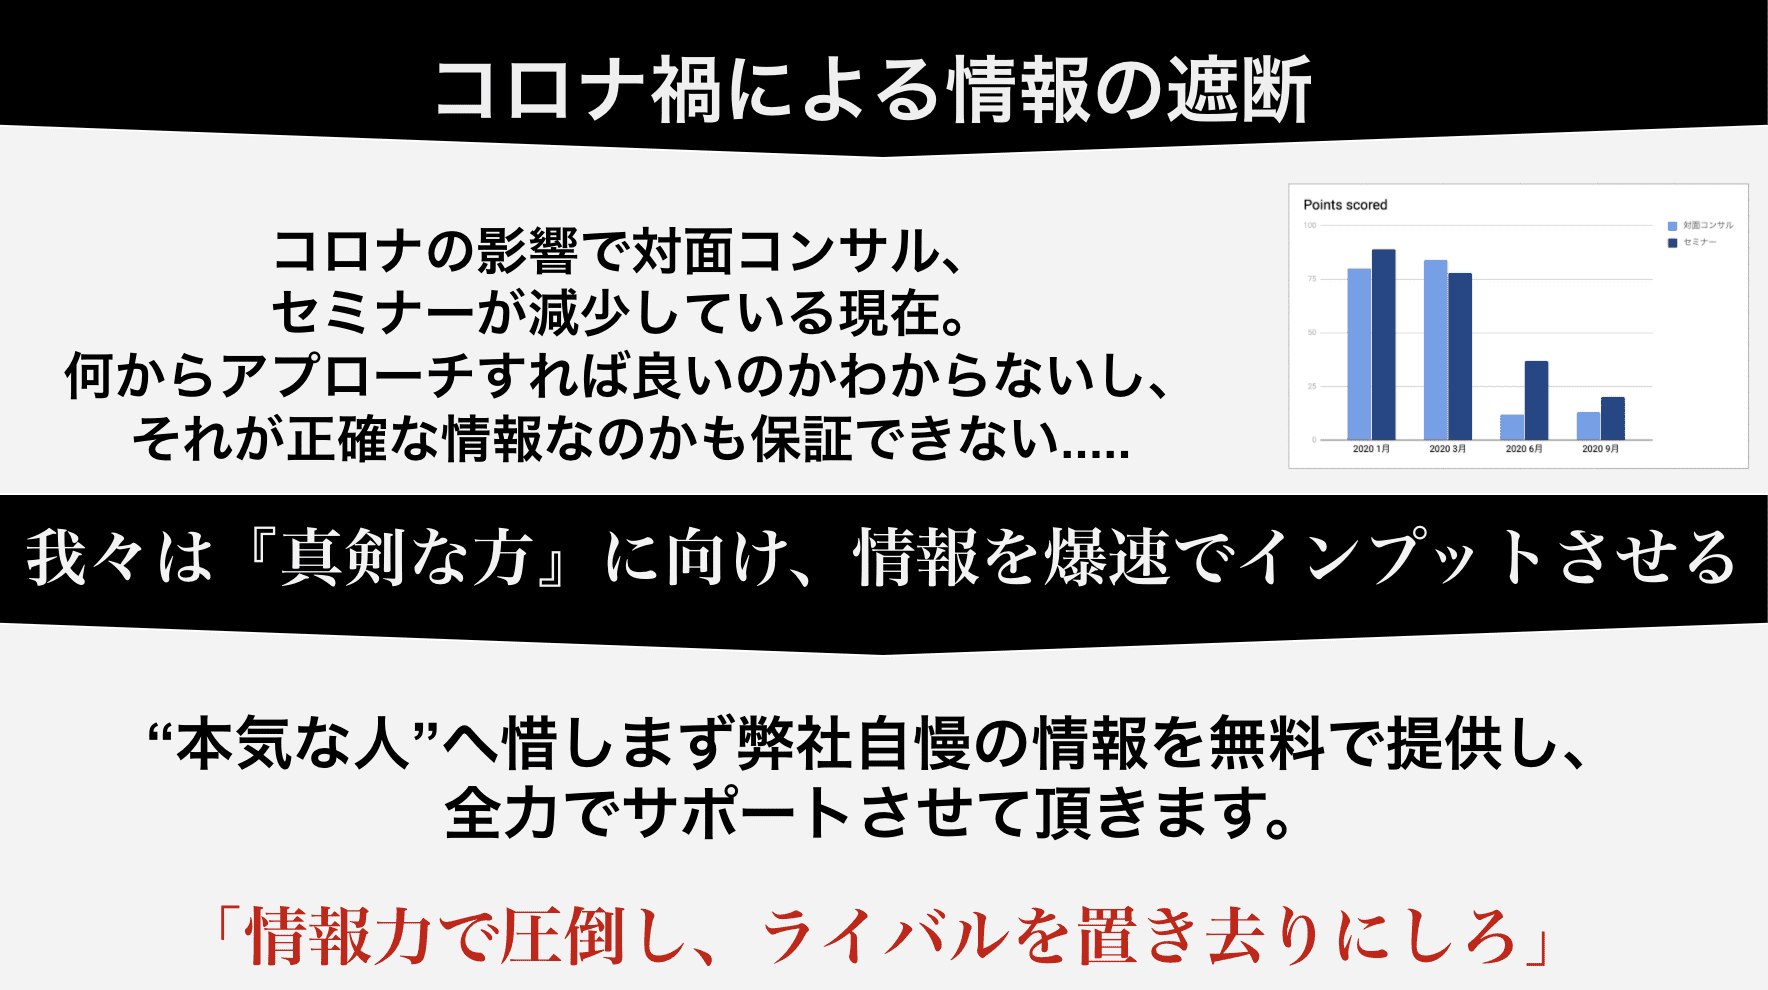 コロナ禍による情報の遮断
コロナの影響で対面コンサル、
セミナーが減少している現在。
何からアプローチすれば良いのかわからないし、
それが正確な情報なのかも保証できない.....
Points scored
100
75
50
25
0
対面コンサル
セミナー
2020 1月
2020 3月
2020 6月
2020 9月
我々は『真剣な方』に向け、情報を爆速でインプットさせる
“本気な人”へ惜しまず弊社自慢の情報を無料で提供し、
全力でサポートさせて頂きます。
「情報力で圧倒し、ライバルを置き去りにしろ」